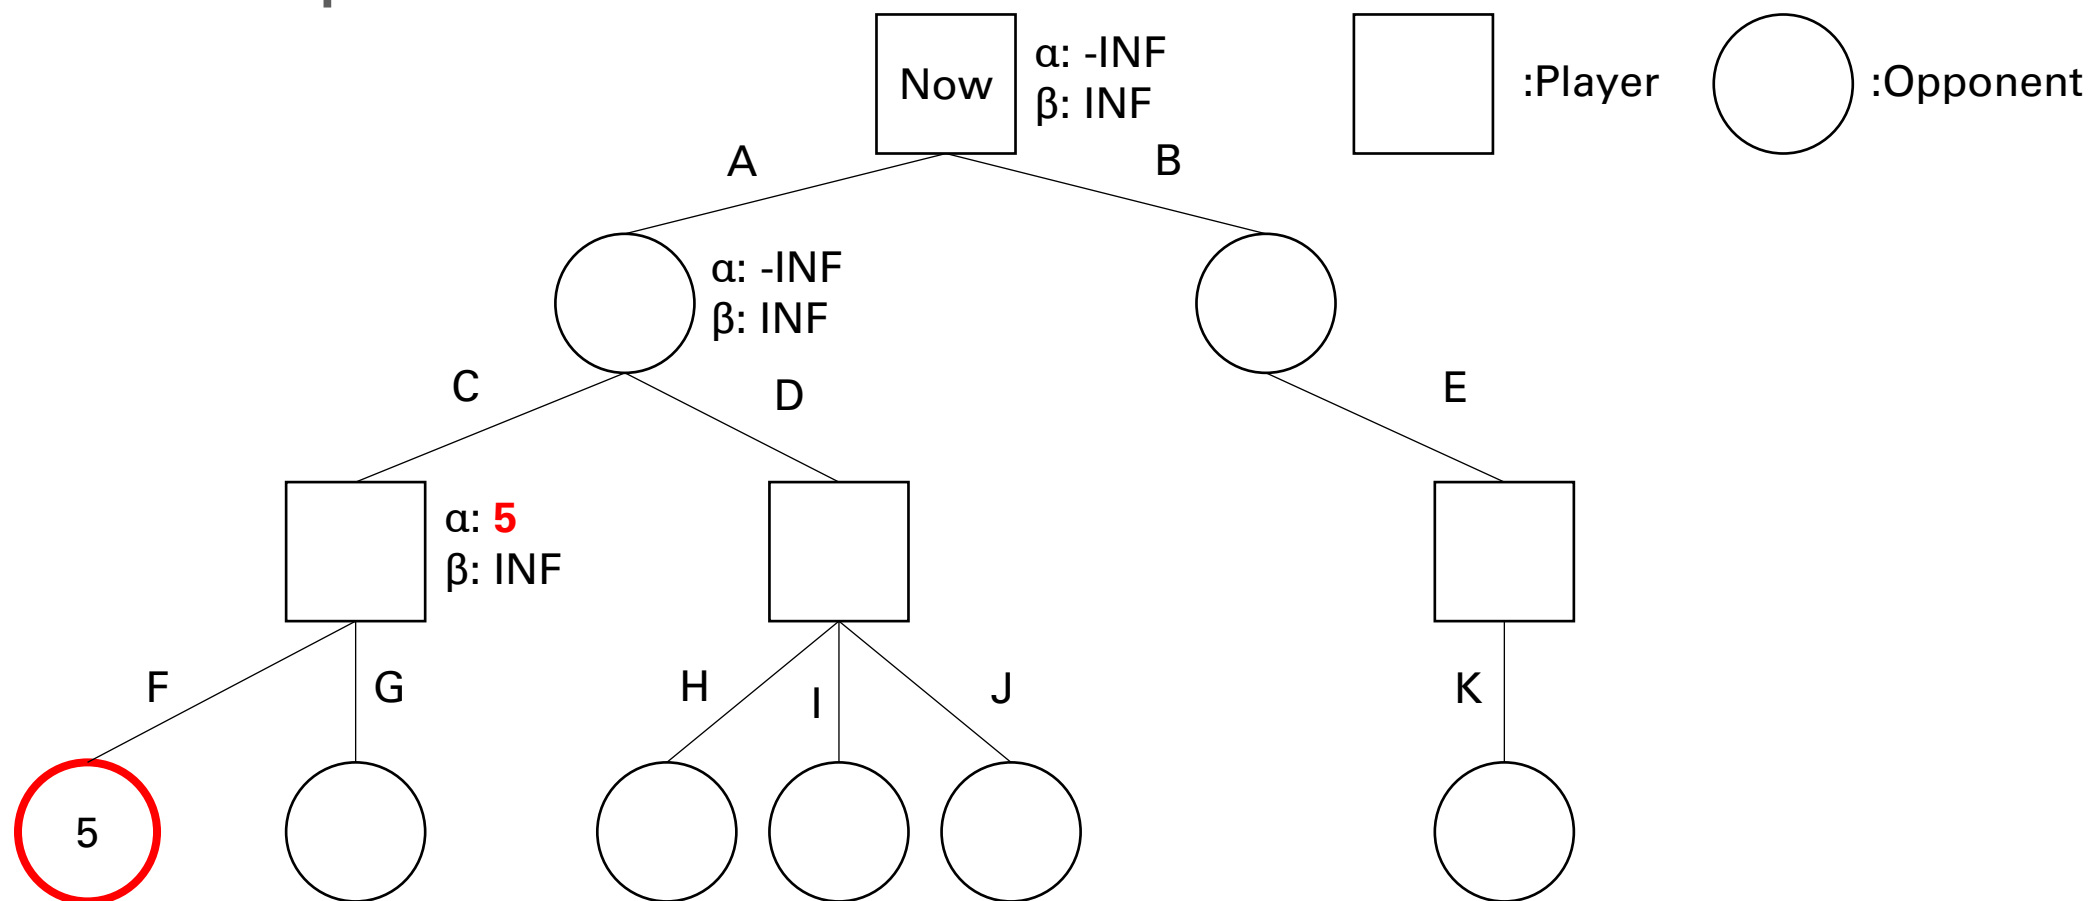 Now
α: -INF
β: INF
:Player
:Opponent
A
B
α: -INF
β: INF
C
D
E
α: 5
β: INF
F
G
H
I
J
K
5